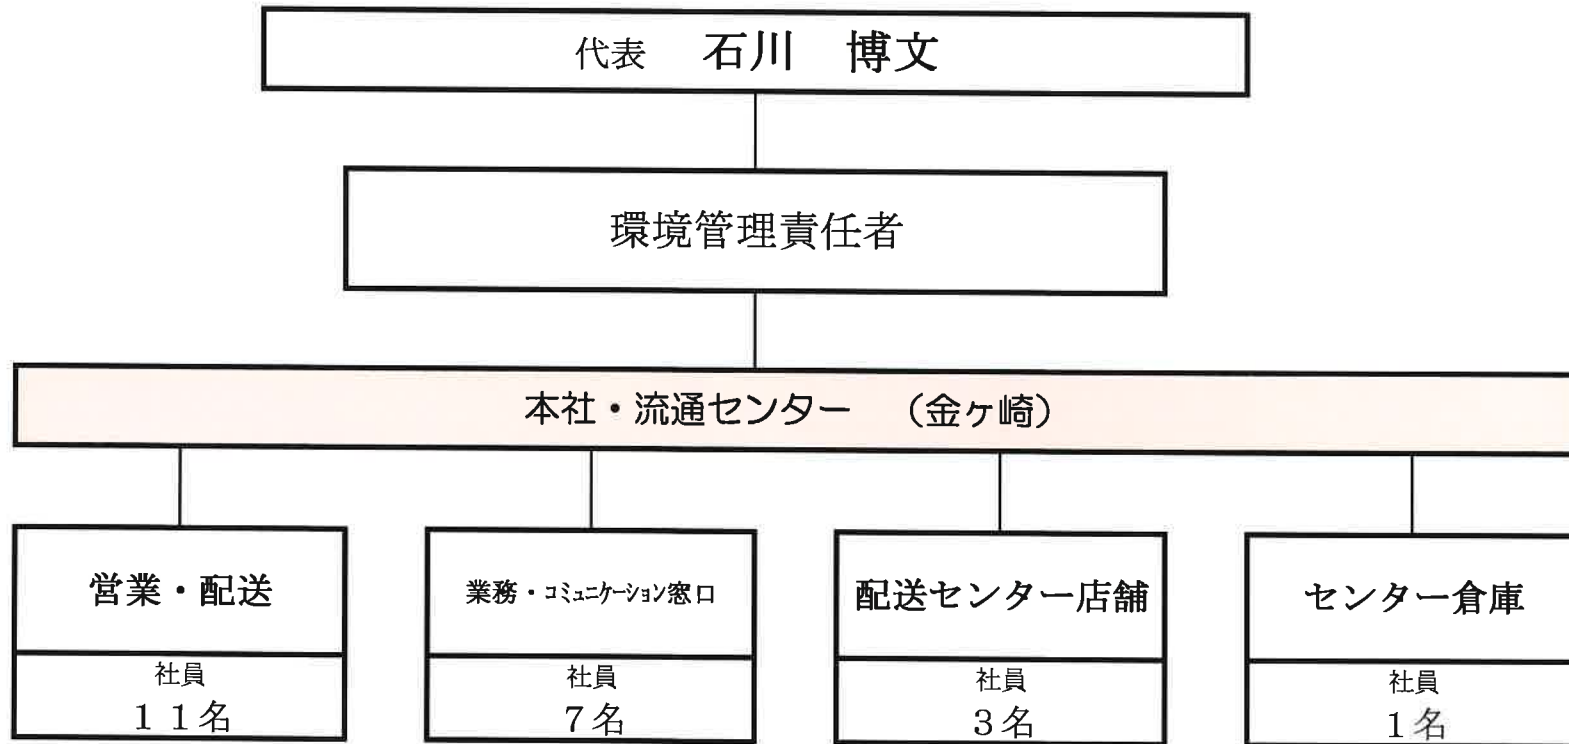 代表　石川　博文
環境管理責任者
本社・流通センター　（金ヶ崎）
営業・配送
社員
１１名
業務・ｺﾐｭﾆｹｰｼｮﾝ窓口
社員
７名
配送センター店舗
社員
３名
センター倉庫
社員
１名